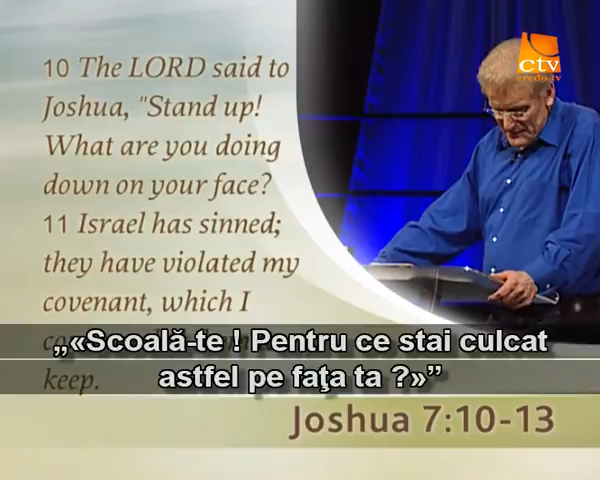 ctv
credo.tv
10 The LORD said to
Joshua, "Stand up!
What are you doing
down on your face?
11 Israel has sinned;
they have violated my
covenant, which I
„«Scoală-te ! Pentru ce stai culcat
astfel pe faţa ta ?»”
keep.
Joshua 7:10-13